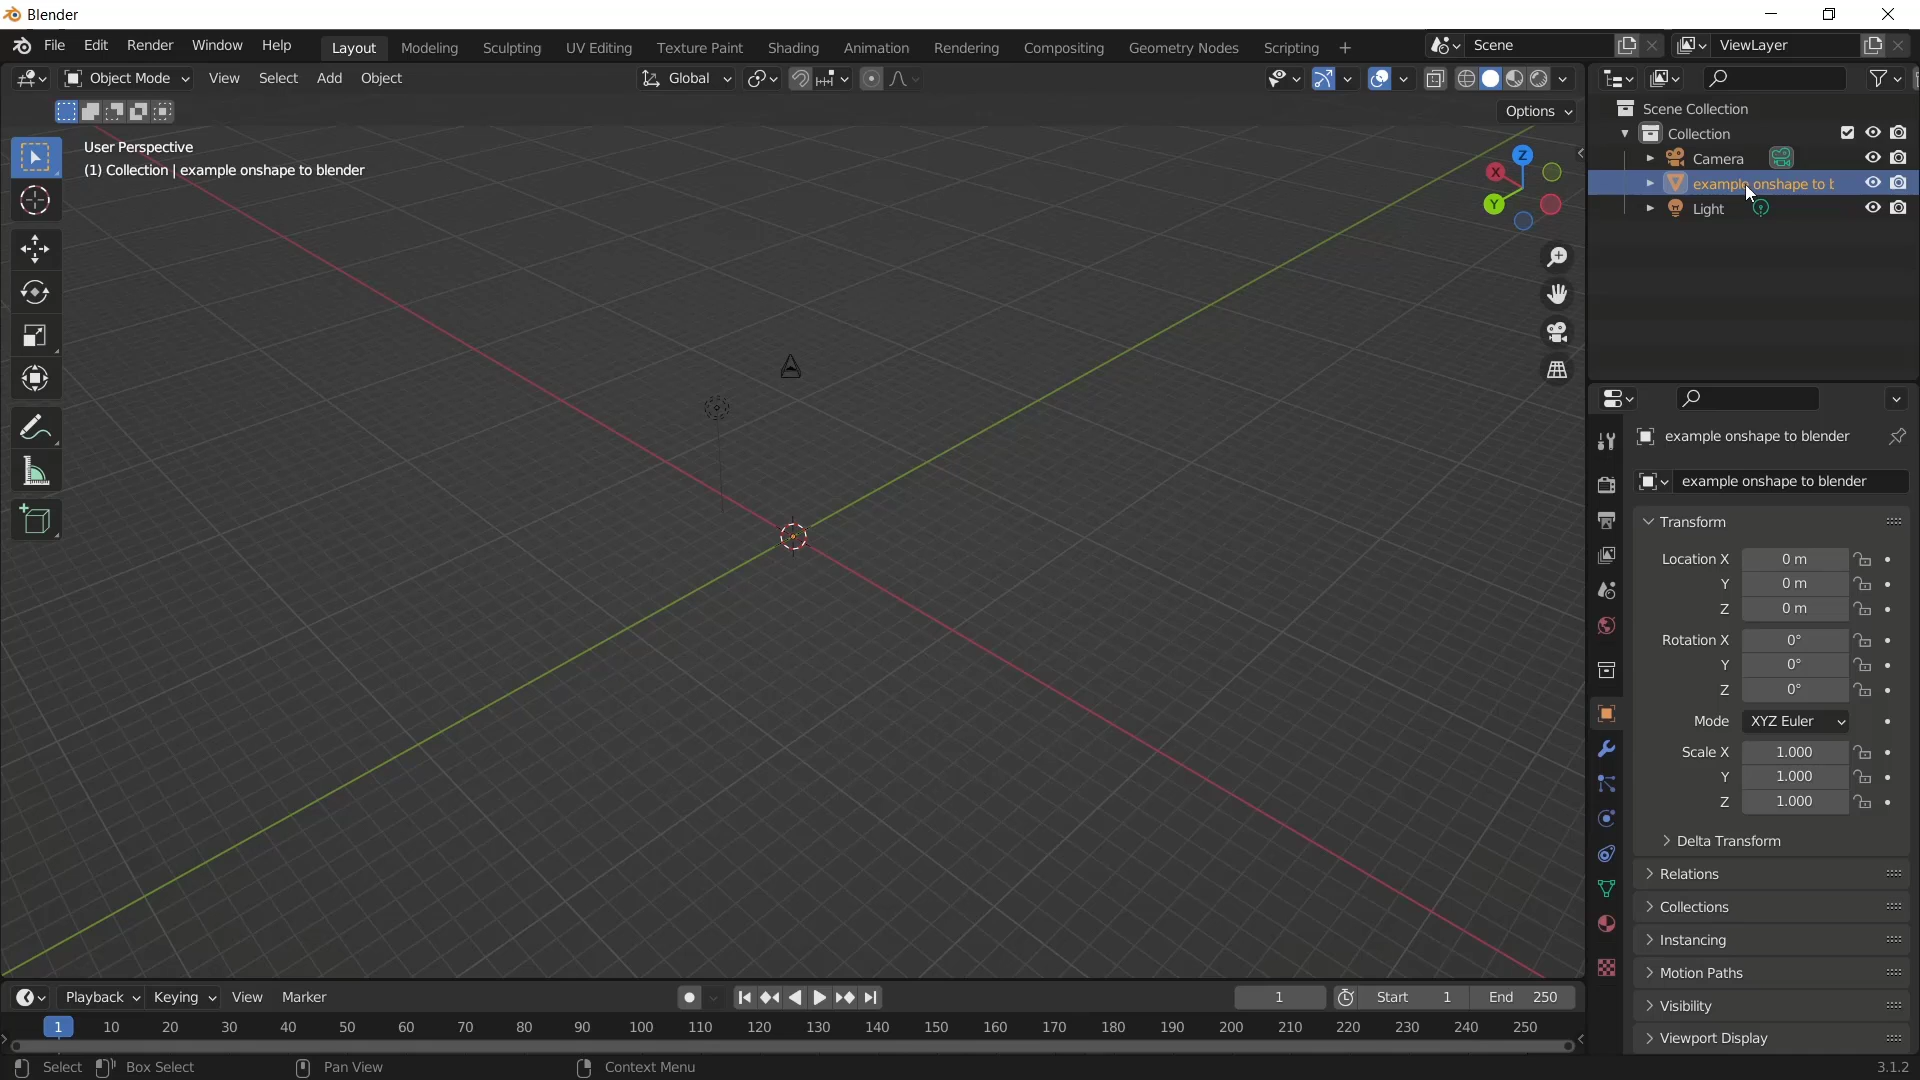 Blender
File Edit Render Window Help Layout Modeling Sculpting UV Editing Texture Paint Shading Animation Rendering Compositing Geometry Nodes Scripting + Scene ViewLayer
Object Mode View Select Add Object Global
Options
User Perspective
(1) Collection | example onshape to blender
X Y Z
Scene Collection
Collection
Camera
example onshape to t
Light
example onshape to blender
example onshape to blender
Transform
Location X 0 m
Y 0 m
Z 0 m
Rotation X 0°
Y 0°
Z 0°
Mode XYZ Euler
Scale X 1.000
Y 1.000
Z 1.000
Delta Transform
Relations
Collections
Instancing
Motion Paths
Visibility
Viewport Display
Playback Keying View Marker 1 Start 1 End 250
1 10 20 30 40 50 60 70 80 90 100 110 120 130 140 150 160 170 180 190 200 210 220 230 240 250
Select Box Select Pan View Context Menu 3.1.2